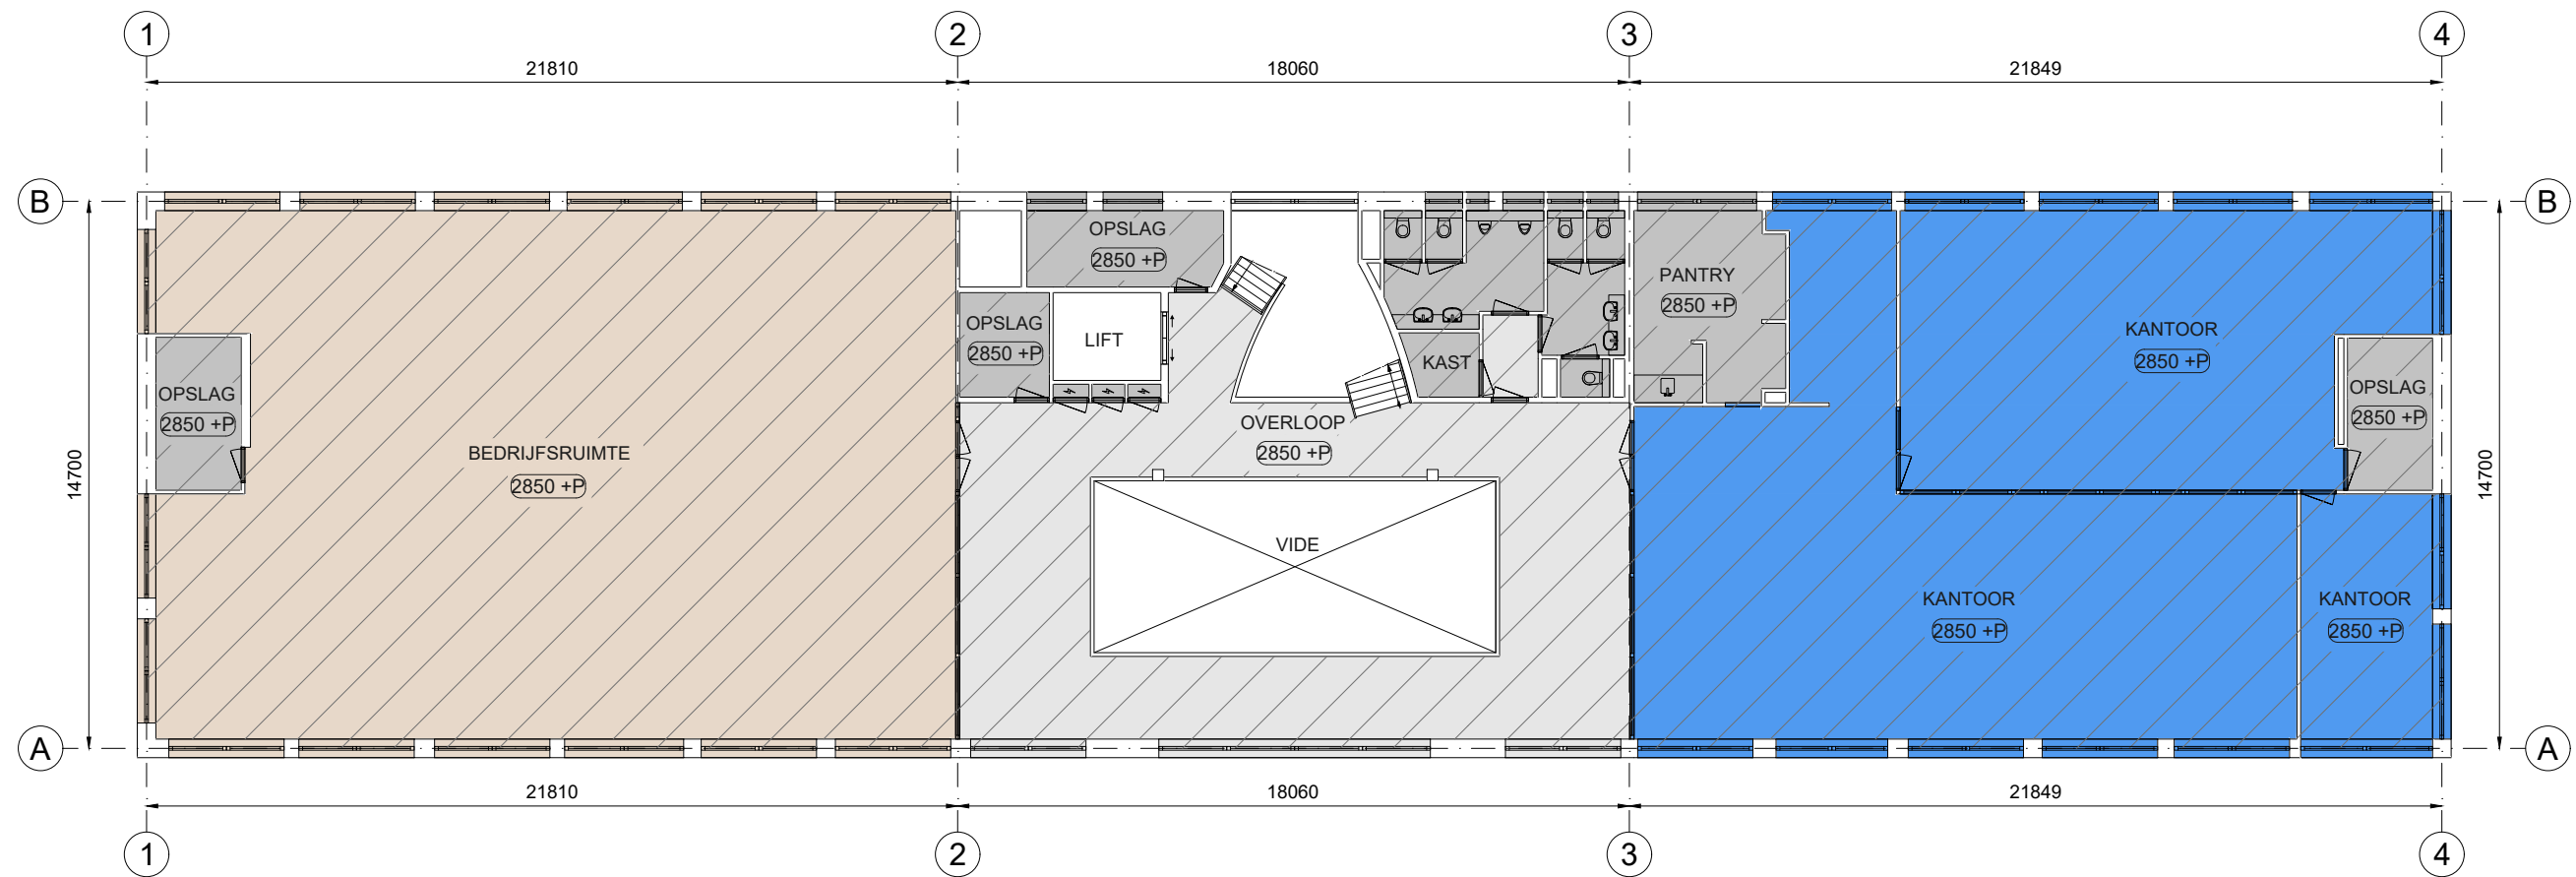 1 2 3 4
21810 18060 21849
B B
OPSLAG
2850 +P
PANTRY
2850 +P
OPSLAG
2850 +P
LIFT
KANTOOR
2850 +P
KAST
OPSLAG
2850 +P
OPSLAG
2850 +P
OVERLOOP
2850 +P
BEDRIJFSRUIMTE
2850 +P
14700 14700
VIDE
KANTOOR
2850 +P
KANTOOR
2850 +P
A A
21810 18060 21849
1 2 3 4